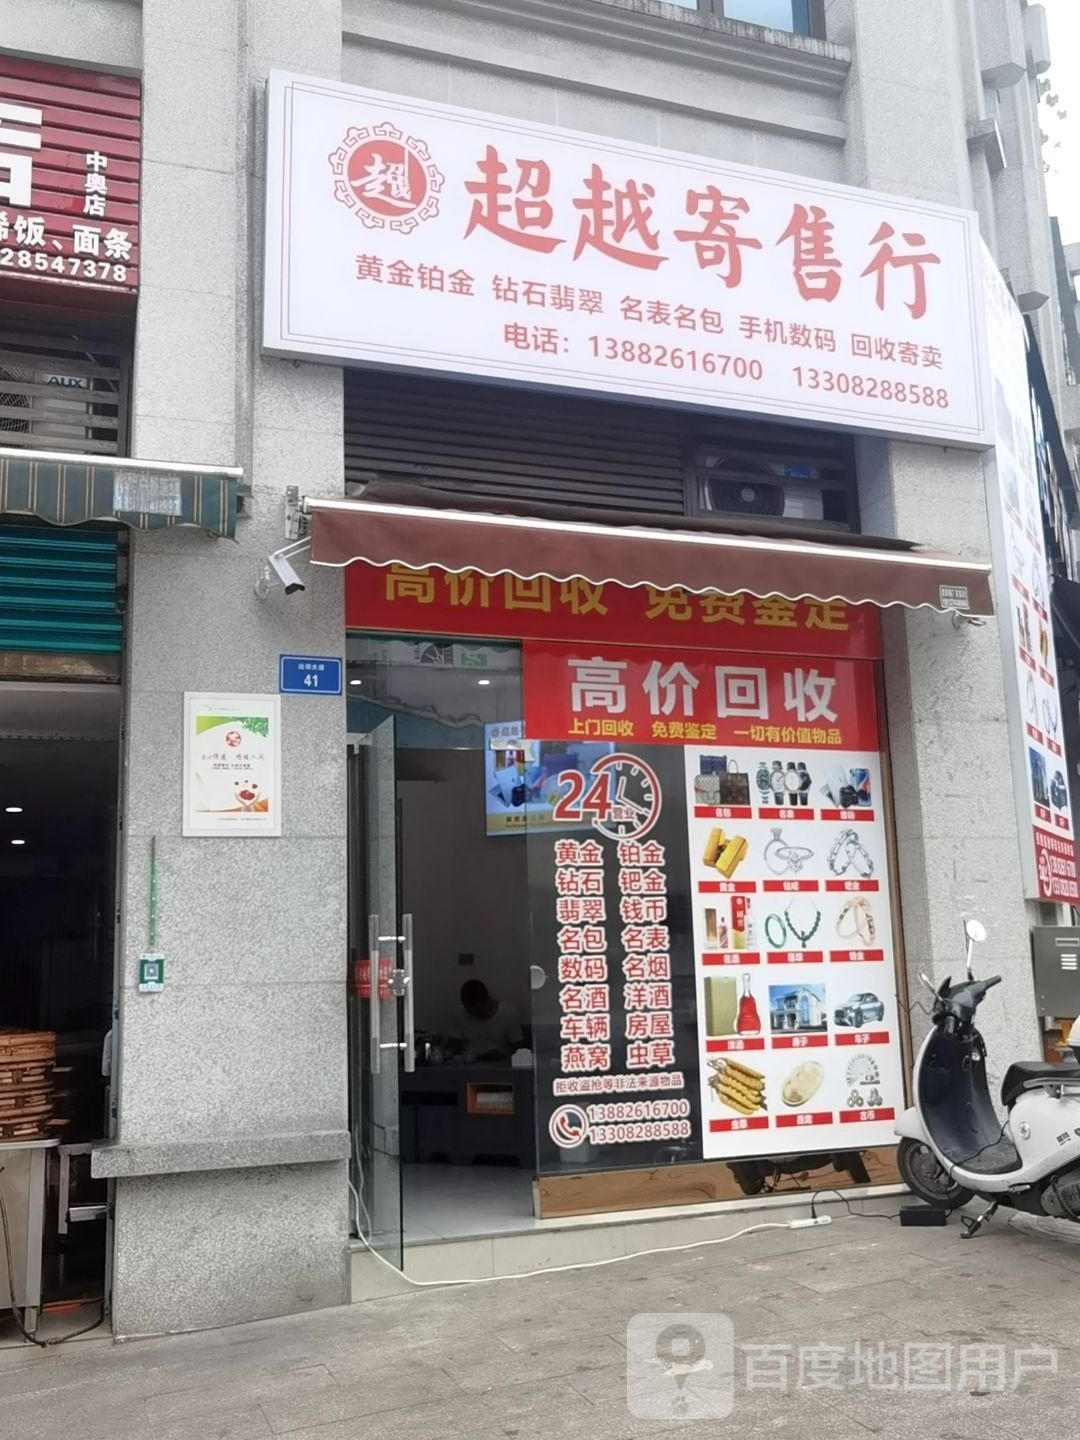 中奥店
稀饭、面条
28547378
AUX
超越
超越寄售行
黄金铂金 钻石翡翠 名表名包 手机数码 回收寄卖
电话：13882616700 13308288588
高价回收 免费鉴定
41
高价回收
上门回收 免费鉴定 一切有价值物品
24
营业
黄金 铂金
钻石 钯金
翡翠 钱币
名包 名表
数码 名烟
名酒 洋酒
车辆 房屋
燕窝 虫草
拒收盗抢等非法来源物品
13882616700
13308288588
名包 名表 数码
黄金 钻戒 钯金
名酒 翡翠 铂金
洋酒 房子 车子
虫草 燕窝 古币
百度地图用户